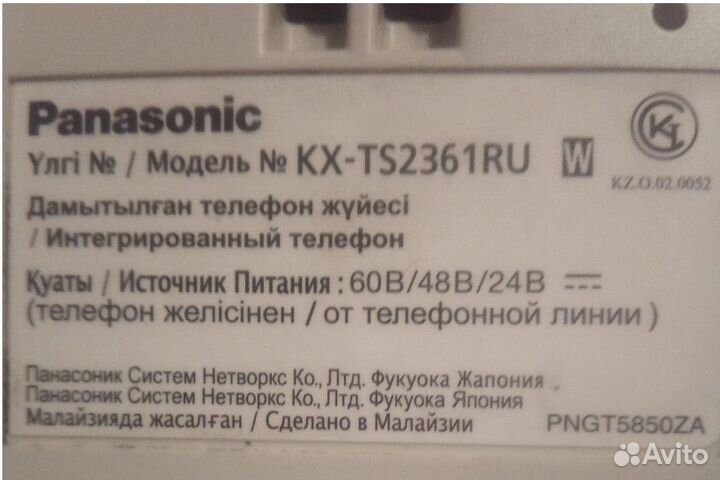 Panasonic
Үлгі № / Модель № KX-TS2361RU W
KZ.O.02.0052
Дамытылған телефон жүйесі
/ Интегрированный телефон
Қуаты / Источник Питания : 60В/48В/24В
(телефон желісінен / от телефонной линии )
Панасоник Систем Нетворкс Ко., Лтд. Фукуока Жапония
Панасоник Систем Нетворкс Ко., Лтд. Фукуока Япония
Малайзияда жасалған / Сделано в Малайзии PNGT5850ZA
Avito